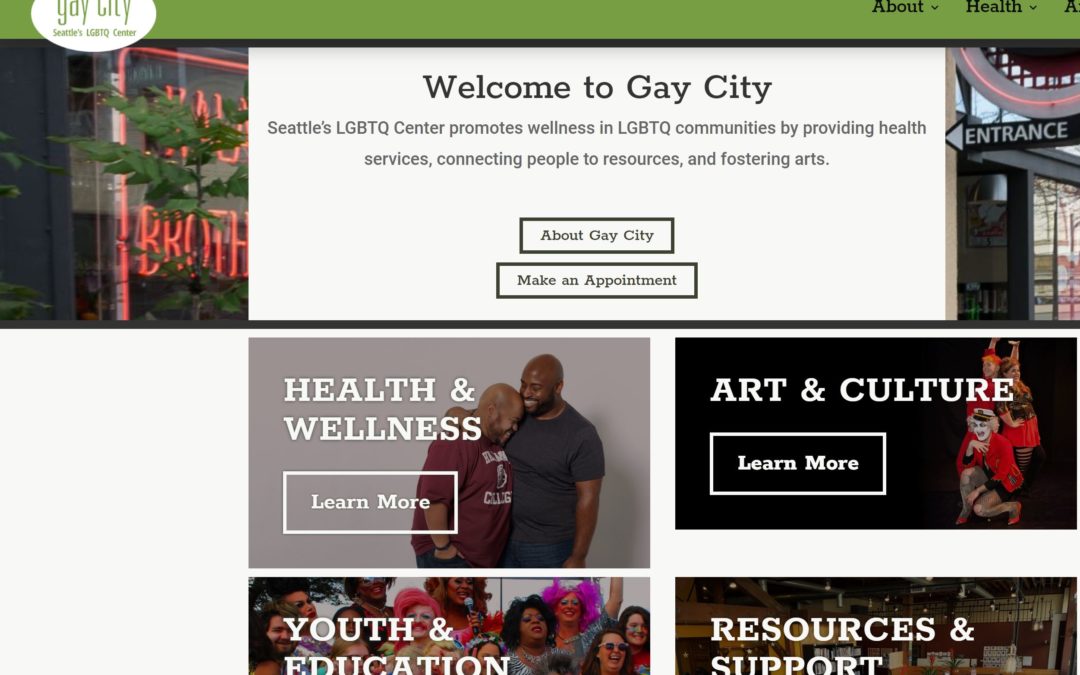 gay city
Seattle's LGBTQ Center
About
Health
Welcome to Gay City
Seattle’s LGBTQ Center promotes wellness in LGBTQ communities by providing health
services, connecting people to resources, and fostering arts.
ENTRANCE
BROTH
About Gay City
Make an Appointment
HEALTH &
WELLNESS
Learn More
ART & CULTURE
Learn More
YOUTH &
EDUCATION
RESOURCES &
SUPPORT